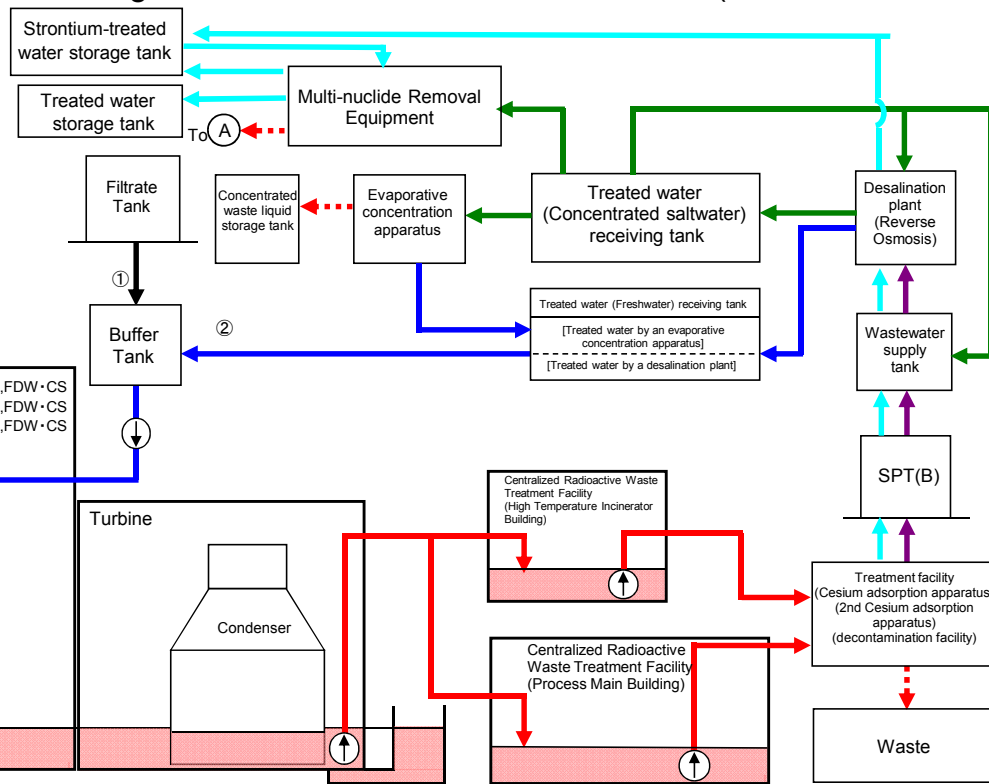 Strontium-treated
water storage tank
Treated water
storage tank
To A
Multi-nuclide Removal
Equipment
Filtrate
Tank
Concentrated
waste liquid
storage tank
Evaporative
concentration
apparatus
Treated water
(Concentrated saltwater)
receiving tank
Desalination
plant
(Reverse
Osmosis)
①
②
Buffer
Tank
Treated water (Freshwater) receiving tank
[Treated water by an evaporative
concentration apparatus]
[Treated water by a desalination plant]
Wastewater
supply
tank
,FDW・CS
,FDW・CS
,FDW・CS
SPT(B)
Turbine
Condenser
Centralized Radioactive Waste
Treatment Facility
(High Temperature Incinerator
Building)
Centralized Radioactive
Waste Treatment Facility
(Process Main Building)
Treatment facility
(Cesium adsorption apparatus
(2nd Cesium adsorption
apparatus)
(decontamination facility)
Waste